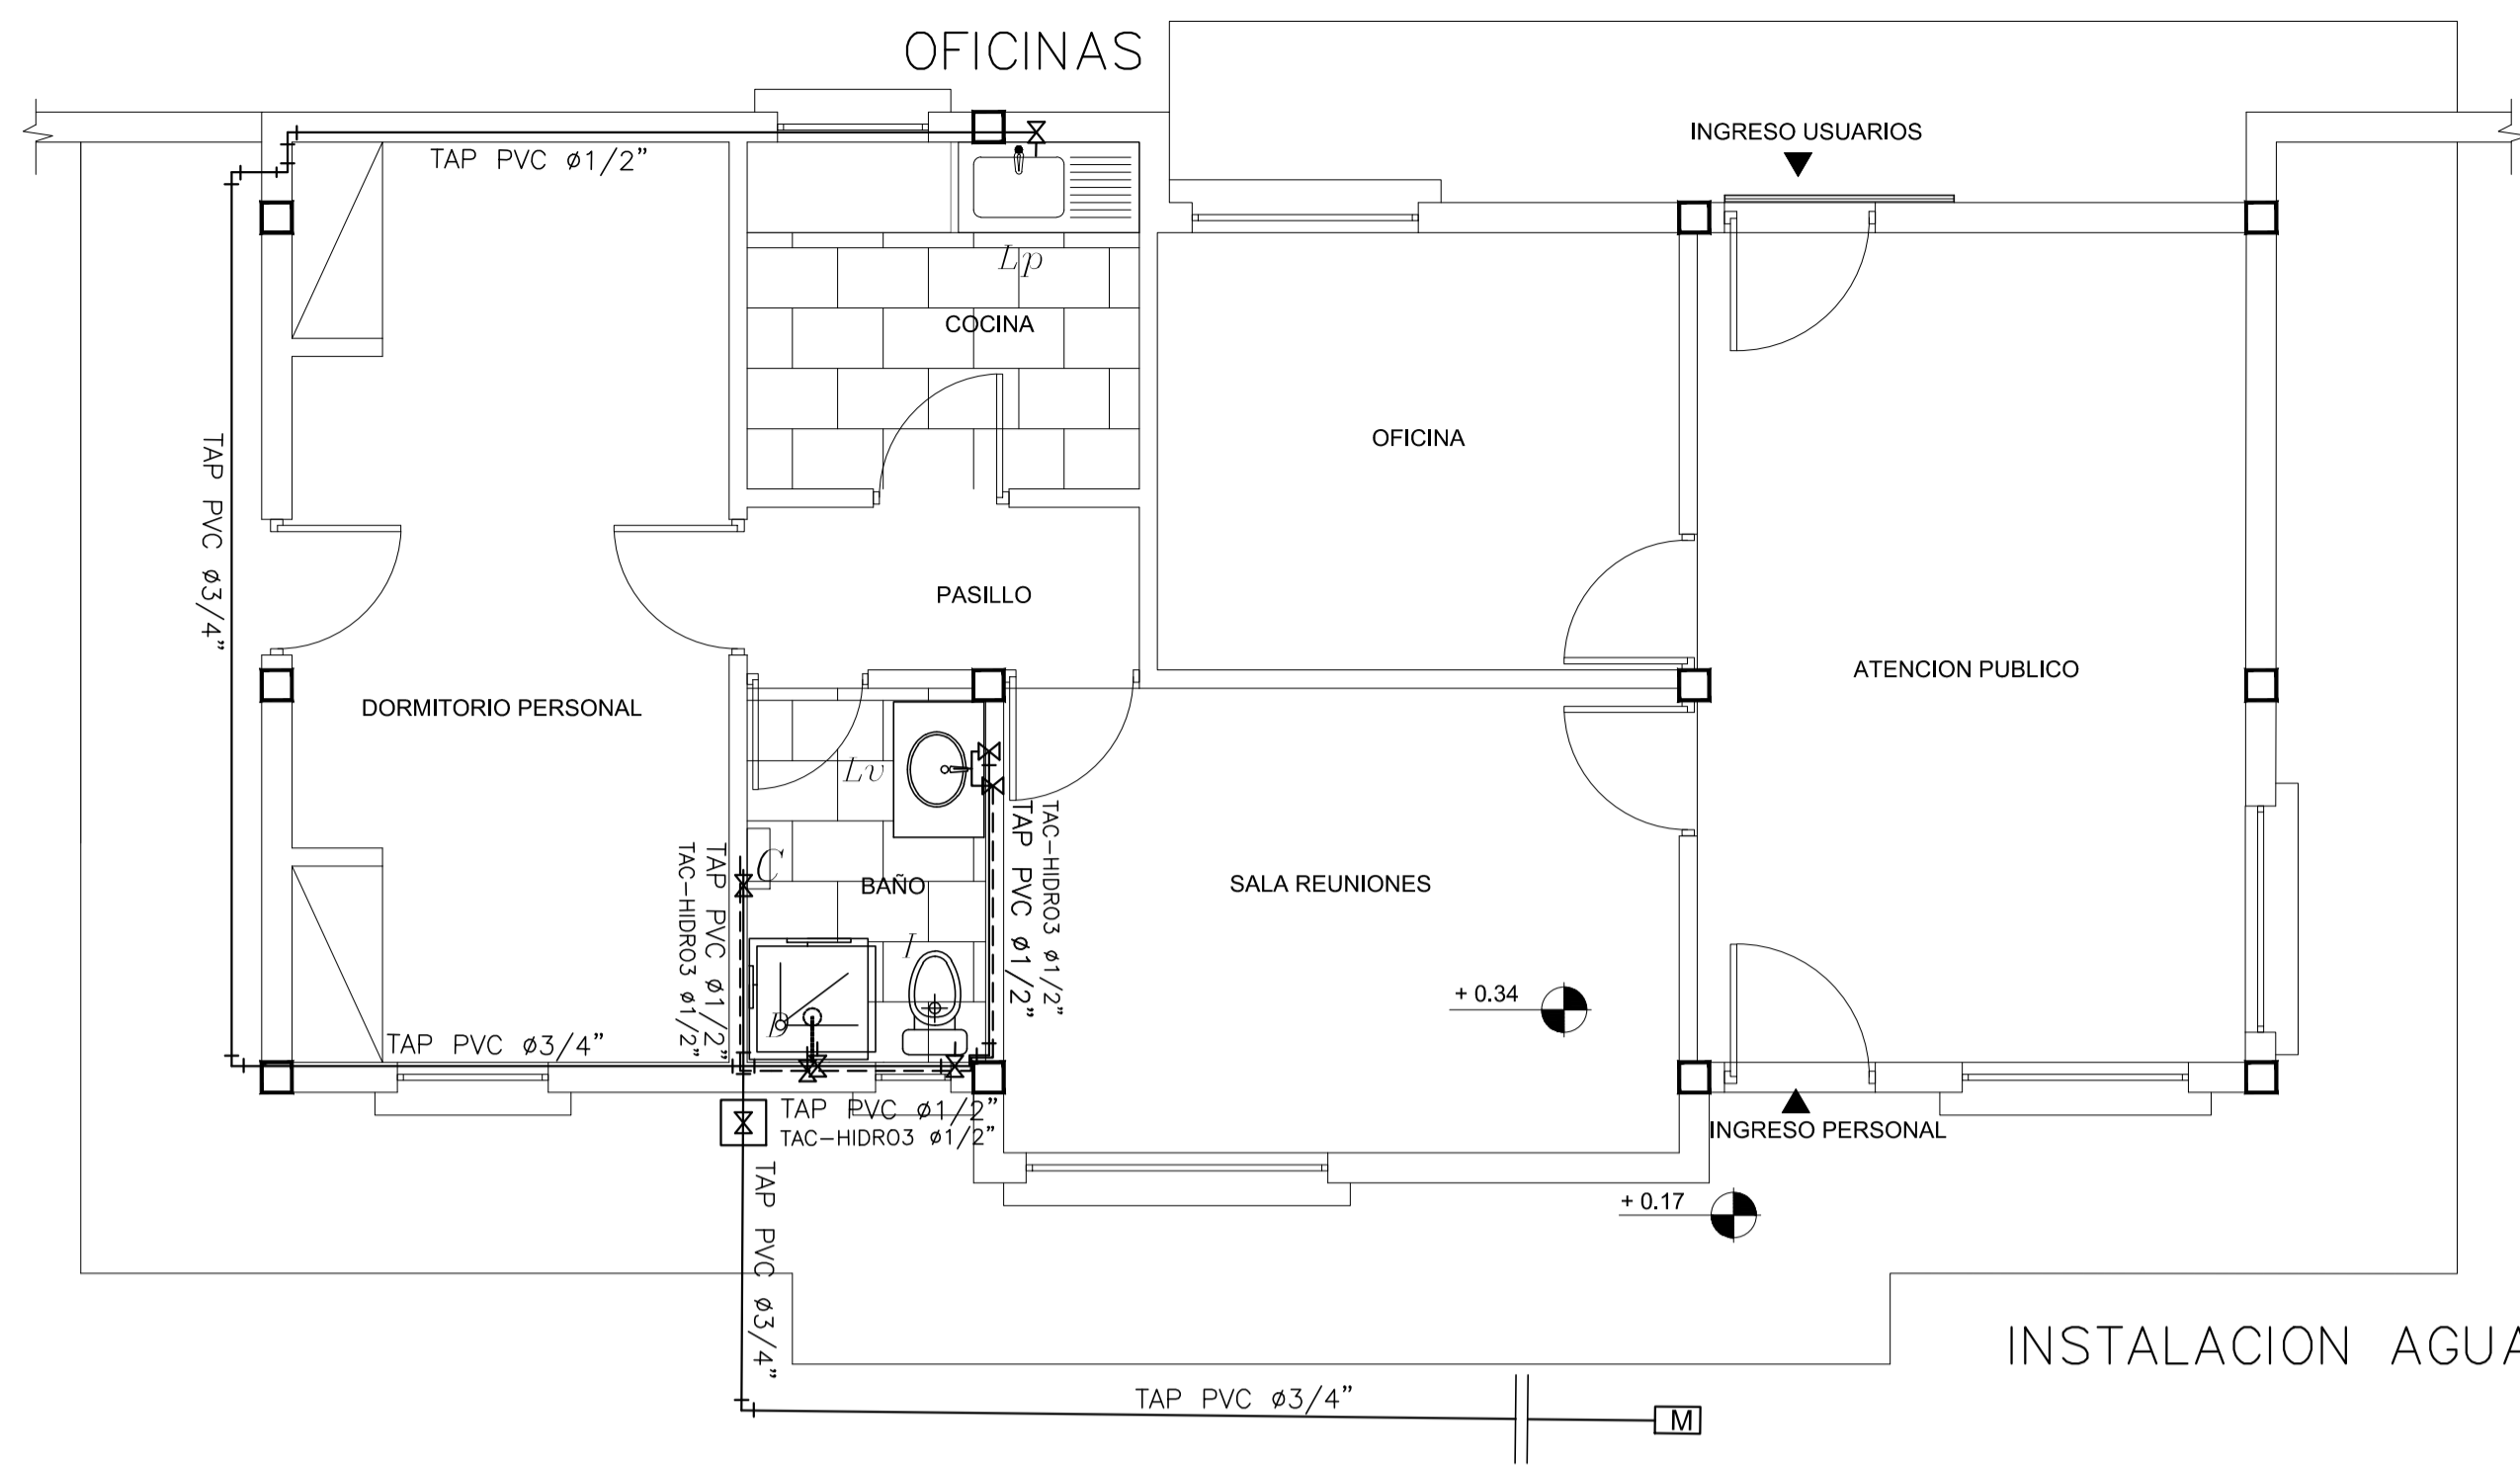 OFICINAS
INGRESO USUARIOS
TAP PVC ø1/2"
Lp
COCINA
OFICINA
TAP PVC ø3/4"
PASILLO
ATENCION PUBLICO
DORMITORIO PERSONAL
Lv
TAC-HIDRO3 ø1/2"
TAP PVC ø1/2"
TAP PVC ø1/2"
TAC-HIDRO3 ø1/2"
C
BAÑO
SALA REUNIONES
I
+ 0.34
D
TAP PVC ø3/4"
TAP PVC ø1/2"
TAC-HIDRO3 ø1/2"
INGRESO PERSONAL
TAP PVC ø3/4"
+ 0.17
INSTALACION AGUA
TAP PVC ø3/4"
M